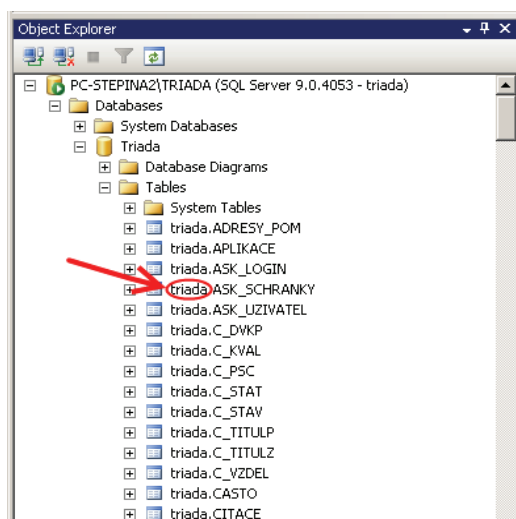 Object Explorer
PC-STEPINA2\TRIADA (SQL Server 9.0.4053 - triada)
Databases
System Databases
Triada
Database Diagrams
Tables
System Tables
triada.ADRESY_POM
triada.APLIKACE
triada.ASK_LOGIN
triada.ASK_SCHRANKY
triada.ASK_UZIVATEL
triada.C_DVKP
triada.C_KVAL
triada.C_PSC
triada.C_STAT
triada.C_STAV
triada.C_TITULP
triada.C_TITULZ
triada.C_VZDEL
triada.CASTO
triada.CITACE